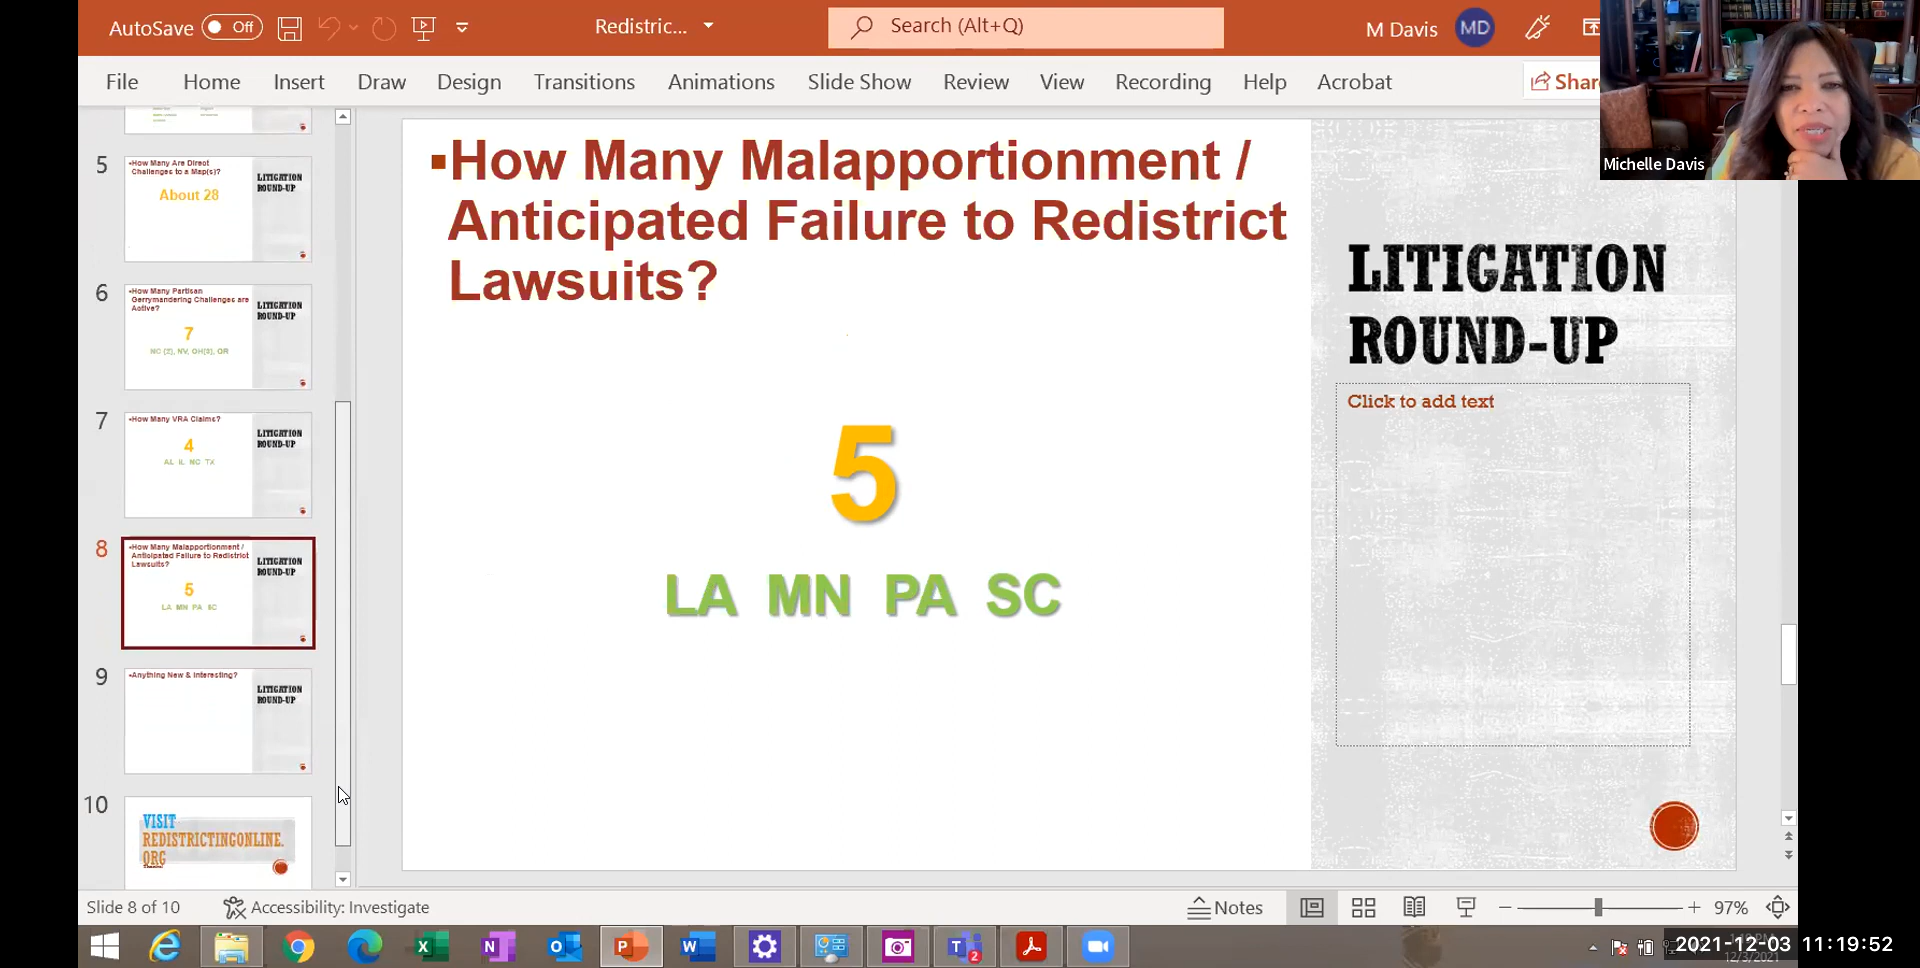 AutoSave Off
Redistric...
Search (Alt+Q)
M Davis MD
File Home Insert Draw Design Transitions Animations Slide Show Review View Recording Help Acrobat
Shar
Michelle Davis
5
▪How Many Are Direct
Challenges to a Map(s)?
About 28
LITIGATION
ROUND-UP
6
▪How Many Partisan
Gerrymandering Challenges are
Active?
7
LITIGATION
ROUND-UP
7
▪How Many VRA Claims?
4
AL IL NC TX
LITIGATION
ROUND-UP
8
▪How Many Malapportionment /
Anticipated Failure to Redistrict
Lawsuits?
5
LA MN PA SC
LITIGATION
ROUND-UP
9
▪Anything New & Interesting?
LITIGATION
ROUND-UP
10
VISIT
REDISTRICTINGONLINE.
ORG
▪How Many Malapportionment /
Anticipated Failure to Redistrict
Lawsuits?
5
LA MN PA SC
LITIGATION
ROUND-UP
Click to add text
Slide 8 of 10
Accessibility: Investigate
Notes
97%
2021-12-03 11:19:52
12/3/2021